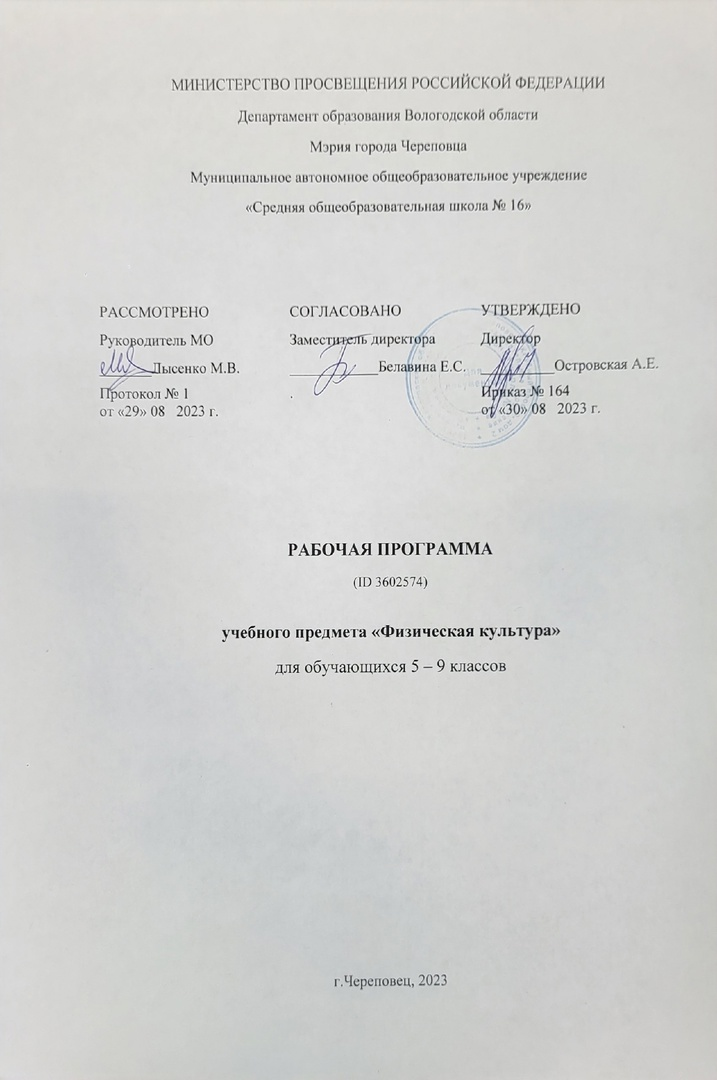 МИНИСТЕРСТВО ПРОСВЕЩЕНИЯ РОССИЙСКОЙ ФЕДЕРАЦИИ
Департамент образования Вологодской области
Мэрия города Череповца
Муниципальное автономное общеобразовательное учреждение
«Средняя общеобразовательная школа № 16»
РАССМОТРЕНО
Руководитель МО
Лысенко М.В.
Протокол № 1
от «29» 08 2023 г.
СОГЛАСОВАНО
Заместитель директора
Белавина Е.С.
.
УТВЕРЖДЕНО
Директор
Островская А.Е.
Приказ № 164
от «30» 08 2023 г.
РАБОЧАЯ ПРОГРАММА
(ID 3602574)
учебного предмета «Физическая культура»
для обучающихся 5 – 9 классов
г.Череповец, 2023